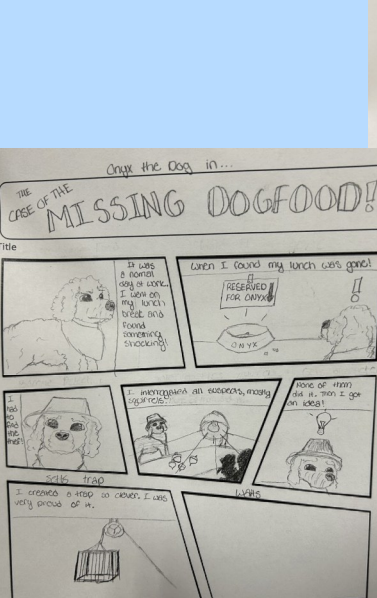 Onyx the Dog in...
THE
CASE OF THE
MISSING DOGFOOD!
Title
It was
a normal
day at work.
I went on
my lunch
break and
found
something
shocking!
When I found my lunch was gone!
RESERVED
FOR ONYX!
!
ONYX
I
had
to
find
the
thief!
I interrogated all suspects, mostly
squirrels!!
None of them
did it. Then I got
an idea!
sets trap
I created a trap so clever. I was
very proud of it.
waits